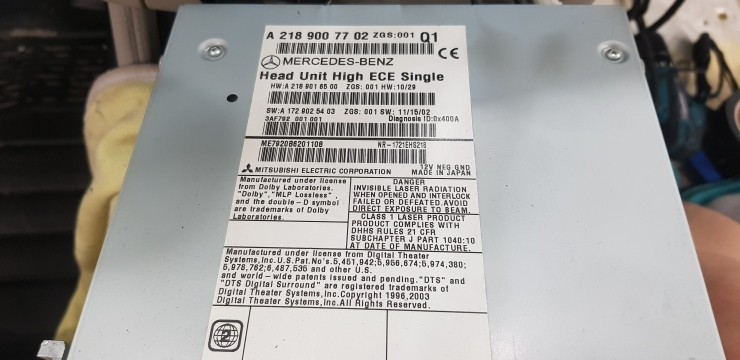 A 218 900 77 02 ZGS:001 Q1
CE
MERCEDES-BENZ
Head Unit High ECE Single
HW:A 218 901 65 00 ZGS: 001 HW:10/29
SW:A 172 902 54 03 ZGS: 001 SW: 11/15/02
3AF792 001 001 Diagnosis ID:0x400A
ME7920B6201108 NR-1721EHS218
12V NEG GND
MITSUBISHI ELECTRIC CORPORATION MADE IN JAPAN
Manufactured under license
from Dolby Laboratories.
"Dolby","MLP Lossless",
and the double-D symbol
are trademarks of Dolby
Laboratories.
DANGER
INVISIBLE LASER RADIATION
WHEN OPENED AND INTERLOCK
FAILED OR DEFEATED.AVOID
DIRECT EXPOSURE TO BEAM.
CLASS 1 LASER PRODUCT
PRODUCT COMPLIES WITH
DHHS RULES 21 CFR
SUBCHAPTER J PART 1040:10
AT DATE OF MANUFACTURE.
Manufactured under license from Digital Theater
Systems,Inc.U.S.Pat.No's.5,451,942;5,956,674;5,974,380;
5,978,762;6,487,535 and other U.S.
and world-wide patents issued and pending."DTS" and
"DTS Digital Surround" are registered trademarks of
Digital Theater Systems,Inc.Copyright 1996,2003
Digital Theater Systems,Inc.All Rights Reserved.
2